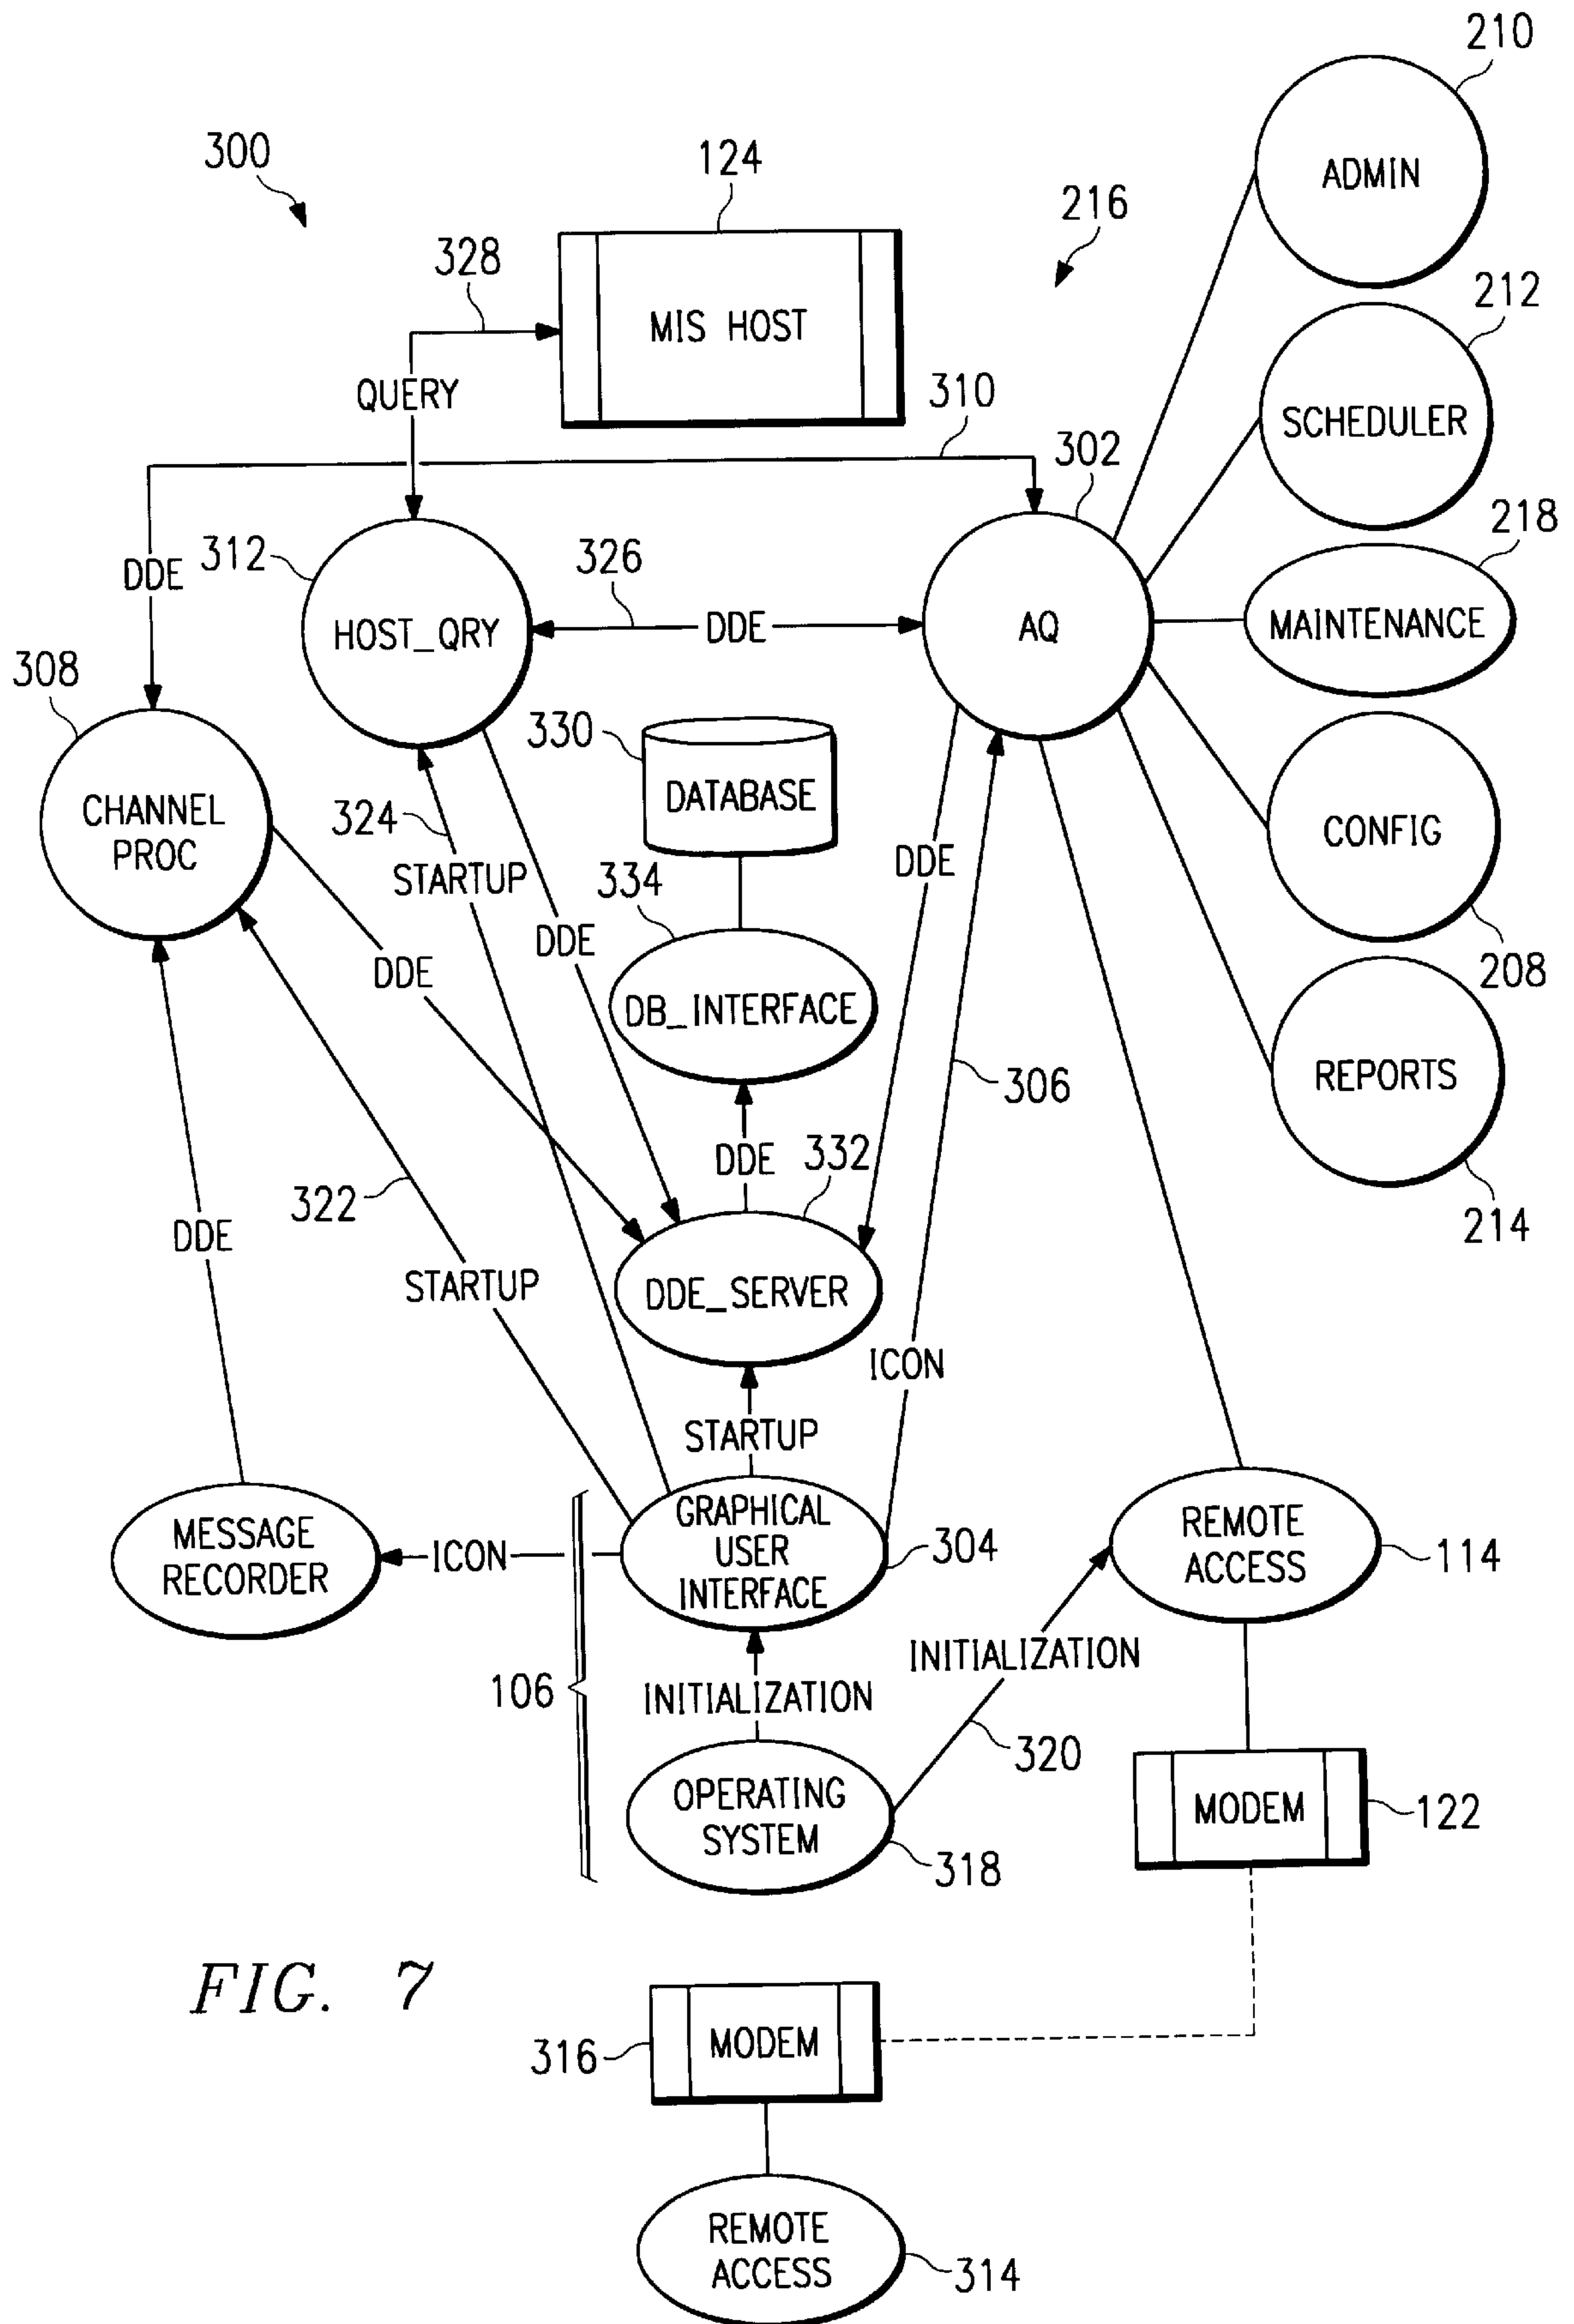 210
300
124
ADMIN
216
328
212
MIS HOST
QUERY
310
SCHEDULER
302
218
DDE
312
326
HOST_QRY
DDE
AQ
MAINTENANCE
308
330
DATABASE
CHANNEL
PROC
324
CONFIG
STARTUP
334
DDE
DDE
DDE
208
DB_INTERFACE
REPORTS
306
DDE
332
322
214
DDE
STARTUP
DDE_SERVER
ICON
STARTUP
MESSAGE
RECORDER
ICON
GRAPHICAL
USER
INTERFACE
304
REMOTE
ACCESS
114
INITIALIZATION
106
INITIALIZATION
320
OPERATING
SYSTEM
MODEM
122
318
FIG. 7
316
MODEM
REMOTE
ACCESS
314